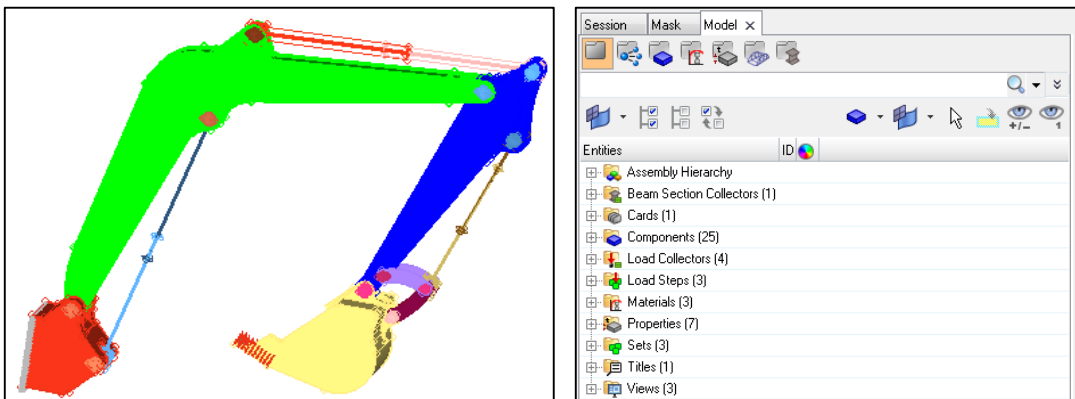 Session Mask Model
+/- 1
Entities ID
Assembly Hierarchy
Beam Section Collectors (1)
Cards (1)
Components (25)
Load Collectors (4)
Load Steps (3)
Materials (3)
Properties (7)
Sets (3)
Titles (1)
Views (3)